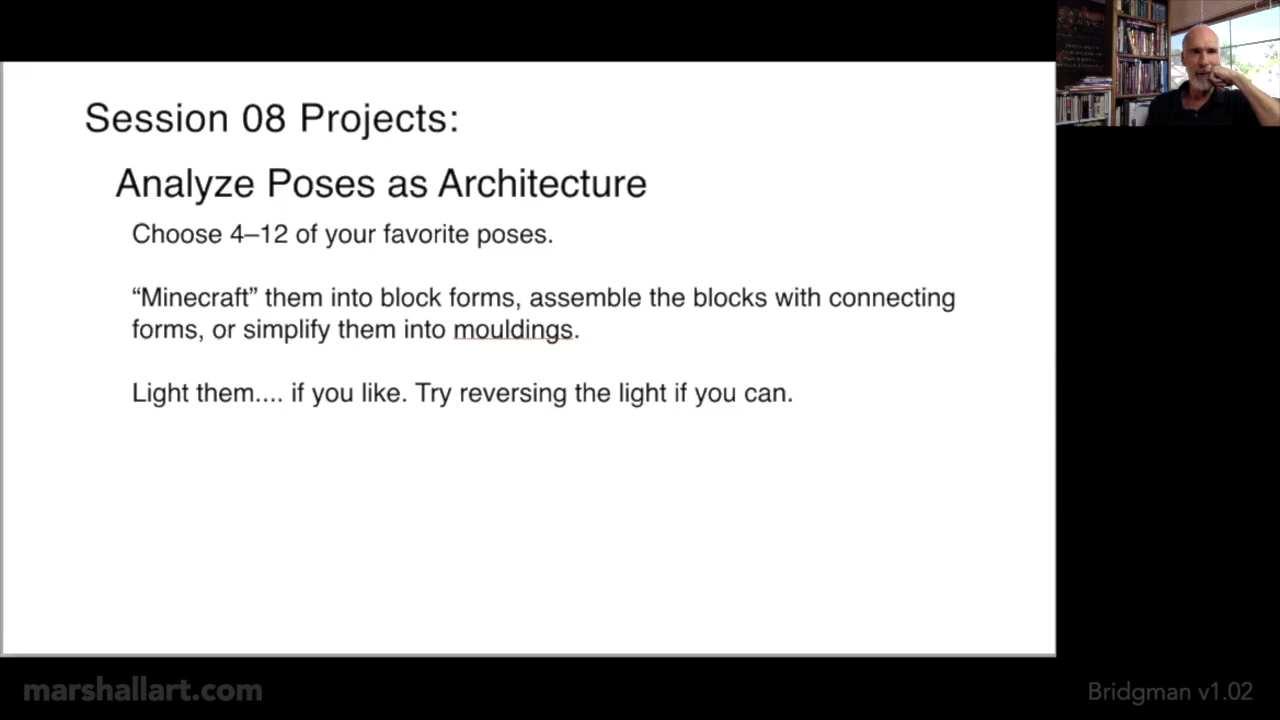 Session 08 Projects:
Analyze Poses as Architecture
Choose 4–12 of your favorite poses.
“Minecraft” them into block forms, assemble the blocks with connecting
forms, or simplify them into mouldings.
Light them.... if you like. Try reversing the light if you can.
marshallart.com
Bridgman v1.02